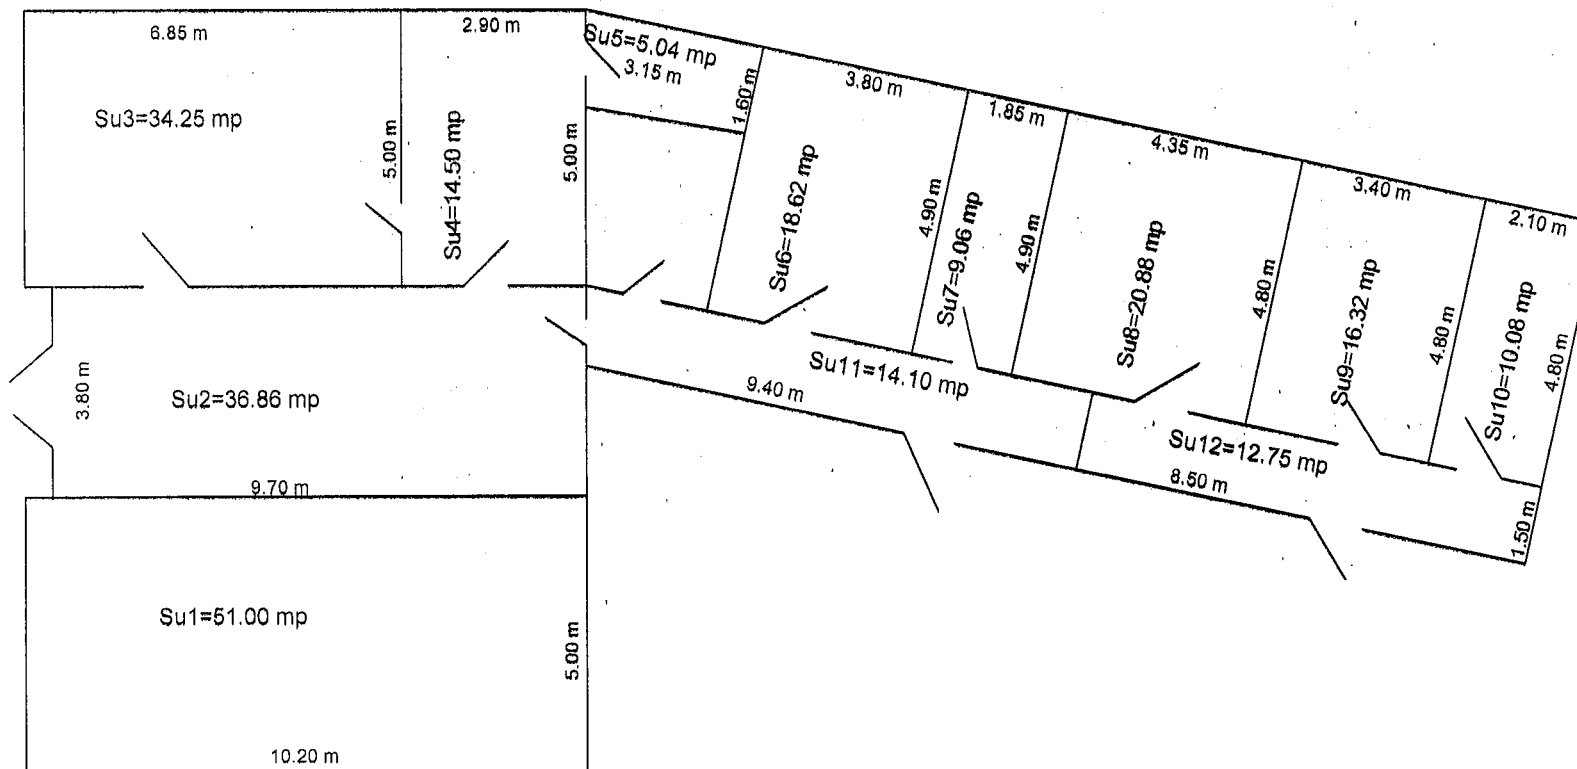 6.85 m
2.90 m
Su5=5.04 mp
3.15 m
1.60 m
3.80 m
1.85 m
4.35 m
3.40 m
2.10 m
Su3=34.25 mp
5.00 m
Su4=14.50 mp
5.00 m
Su6=18.62 mp
4.90 m
Su7=9.06 mp
4.90 m
Su8=20.88 mp
4.80 m
Su9=16.32 mp
4.80 m
Su10=10.08 mp
4.80 m
3.80 m
Su2=36.86 mp
9.70 m
Su11=14.10 mp
9.40 m
Su12=12.75 mp
8.50 m
1.50 m
Su1=51.00 mp
5.00 m
10.20 m